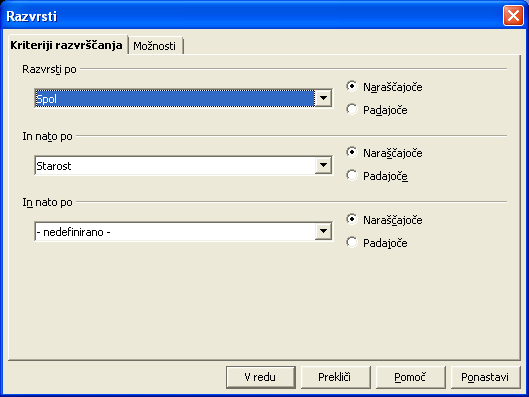 Razvrsti
Kriteriji razvrščanja Možnosti
Razvrsti po
Spol
Naraščajoče
Padajoče
In nato po
Starost
Naraščajoče
Padajoče
In nato po
- nedefinirano -
Naraščajoče
Padajoče
V redu Prekliči Pomoč Ponastavi